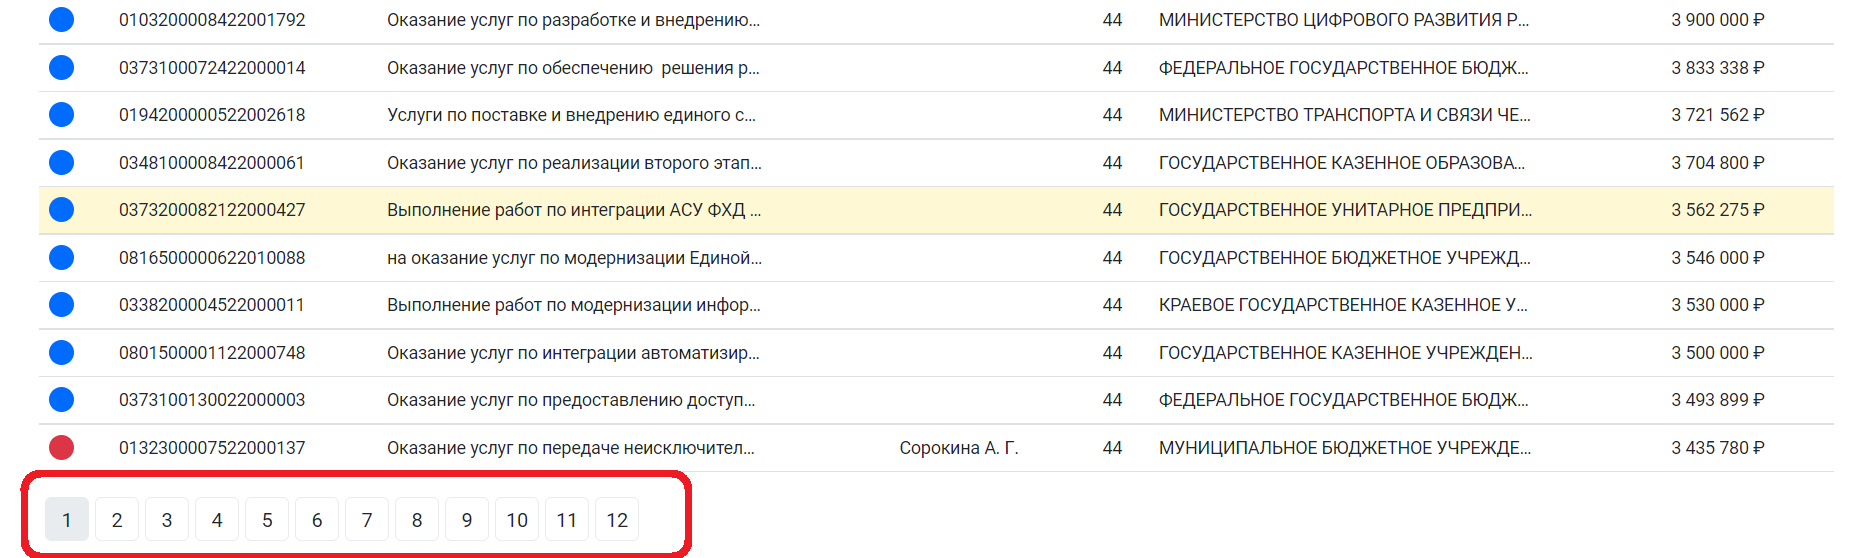 0103200008422001792 Оказание услуг по разработке и внедрению... 44 МИНИСТЕРСТВО ЦИФРОВОГО РАЗВИТИЯ Р... 3 900 000 ₽
0373100072422000014 Оказание услуг по обеспечению решения р... 44 ФЕДЕРАЛЬНОЕ ГОСУДАРСТВЕННОЕ БЮДЖ... 3 833 338 ₽
0194200000522002618 Услуги по поставке и внедрению единого с... 44 МИНИСТЕРСТВО ТРАНСПОРТА И СВЯЗИ ЧЕ... 3 721 562 ₽
0348100008422000061 Оказание услуг по реализации второго этап... 44 ГОСУДАРСТВЕННОЕ КАЗЕННОЕ ОБРАЗОВА... 3 704 800 ₽
0373200082122000427 Выполнение работ по интеграции АСУ ФХД ... 44 ГОСУДАРСТВЕННОЕ УНИТАРНОЕ ПРЕДПРИ... 3 562 275 ₽
0816500000622010088 на оказание услуг по модернизации Единой... 44 ГОСУДАРСТВЕННОЕ БЮДЖЕТНОЕ УЧРЕЖД... 3 546 000 ₽
0338200004522000011 Выполнение работ по модернизации инфор... 44 КРАЕВОЕ ГОСУДАРСТВЕННОЕ КАЗЕННОЕ У... 3 530 000 ₽
0801500001122000748 Оказание услуг по интеграции автоматизир... 44 ГОСУДАРСТВЕННОЕ КАЗЕННОЕ УЧРЕЖДЕН... 3 500 000 ₽
0373100130022000003 Оказание услуг по предоставлению доступ... 44 ФЕДЕРАЛЬНОЕ ГОСУДАРСТВЕННОЕ БЮДЖ... 3 493 899 ₽
0132300007522000137 Оказание услуг по передаче неисключител... Сорокина А. Г. 44 МУНИЦИПАЛЬНОЕ БЮДЖЕТНОЕ УЧРЕЖДЕ... 3 435 780 ₽
1 2 3 4 5 6 7 8 9 10 11 12